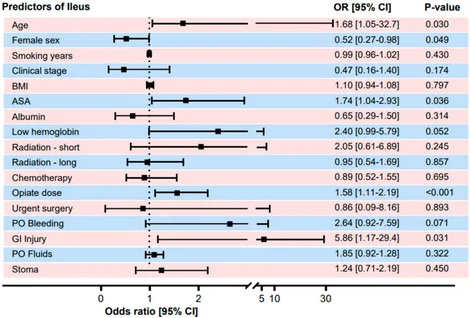 Predictors of Ileus OR [95% CI] P-value
Age 1.68 [1.05-32.7] 0.030
Female sex 0.52 [0.27-0.98] 0.049
Smoking years 0.99 [0.96-1.02] 0.430
Clinical stage 0.47 [0.16-1.40] 0.174
BMI 1.10 [0.94-1.08] 0.797
ASA 1.74 [1.04-2.93] 0.036
Albumin 0.65 [0.29-1.50] 0.314
Low hemoglobin 2.40 [0.99-5.79] 0.052
Radiation - short 2.05 [0.61-6.89] 0.245
Radiation - long 0.95 [0.54-1.69] 0.857
Chemotherapy 0.89 [0.52-1.55] 0.695
Opiate dose 1.58 [1.11-2.19] <0.001
Urgent surgery 0.86 [0.09-8.16] 0.893
PO Bleeding 2.64 [0.92-7.59] 0.071
GI Injury 5.86 [1.17-29.4] 0.031
PO Fluids 1.85 [0.92-1.28] 0.322
Stoma 1.24 [0.71-2.19] 0.450
0 1 2 5 10 30
Odds ratio [95% CI]